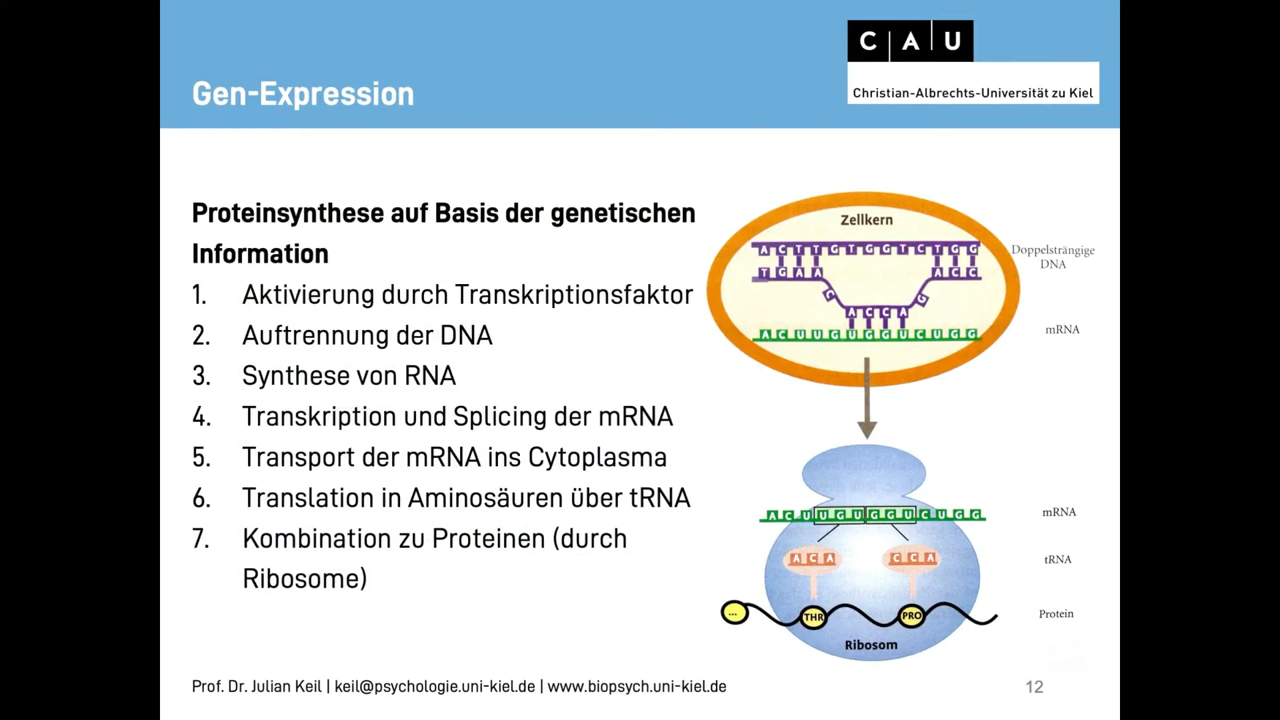 CAU
Christian-Albrechts-Universität zu Kiel
Gen-Expression
Proteinsynthese auf Basis der genetischen
Information
1. Aktivierung durch Transkriptionsfaktor
2. Auftrennung der DNA
3. Synthese von RNA
4. Transkription und Splicing der mRNA
5. Transport der mRNA ins Cytoplasma
6. Translation in Aminosäuren über tRNA
7. Kombination zu Proteinen (durch
Ribosome)
Zellkern
A C T T G T G G T C T G G
Doppelsträngige
DNA
T G A A
A C C
C
G
A C C A
A C U U G U G G U C U G G
mRNA
A C U U U G U G G U C U G G
mRNA
A C A
C C A
tRNA
...
THR
PRO
Protein
Ribosom
Prof. Dr. Julian Keil | keil@psychologie.uni-kiel.de | www.biopsych.uni-kiel.de
12